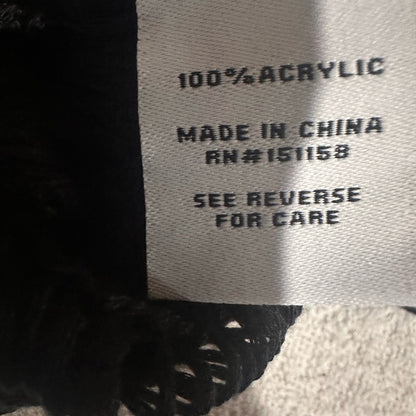 100% ACRYLIC
MADE IN CHINA
RN#151158
SEE REVERSE
FOR CARE